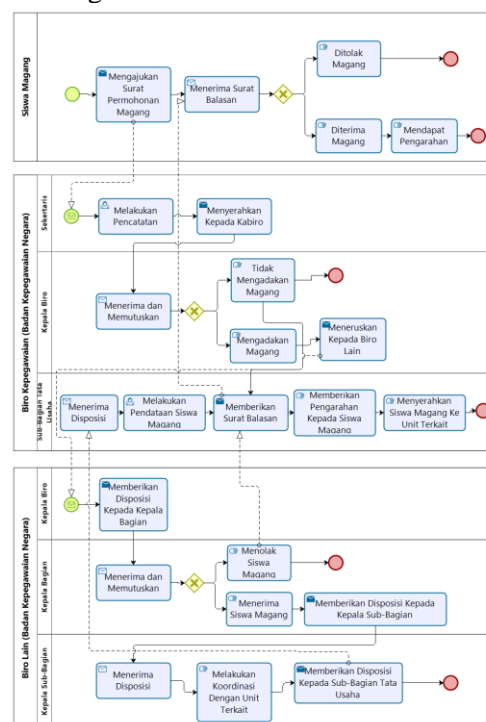 Siswa Magang
Mengajukan
Surat
Permohonan
Magang
Menerima Surat
Balasan
Ditolak
Magang
Diterima
Magang
Mendapat
Pengarahan
Biro Kepegawaian (Badan Kepegawaian Negara)
Sekertaris
Melakukan
Pencatatan
Menyerahkan
Kepada Kabiro
Kepala Biro
Menerima dan
Memutuskan
Tidak
Mengadakan
Magang
Mengadakan
Magang
Meneruskan
Kepada Biro
Lain
Sub-Bagian Tata
Usaha
Menerima
Disposisi
Melakukan
Pendataan Siswa
Magang
Memberikan
Surat Balasan
Memberikan
Pengarahan
Kepada Siswa
Magang
Menyerahkan
Siswa Magang Ke
Unit Terkait
Biro Lain (Badan Kepegawaian Negara)
Kepala Biro
Memberikan
Disposisi
Kepada Kepala
Bagian
Kepala Bagian
Menerima dan
Memutuskan
Menolak
Siswa
Magang
Menerima
Siswa Magang
Memberikan Disposisi Kepada
Kepala Sub-Bagian
Kepala Sub-Bagian
Menerima
Disposisi
Melakukan
Koordinasi
Dengan Unit
Terkait
Memberikan Disposisi
Kepada Sub-Bagian Tata
Usaha